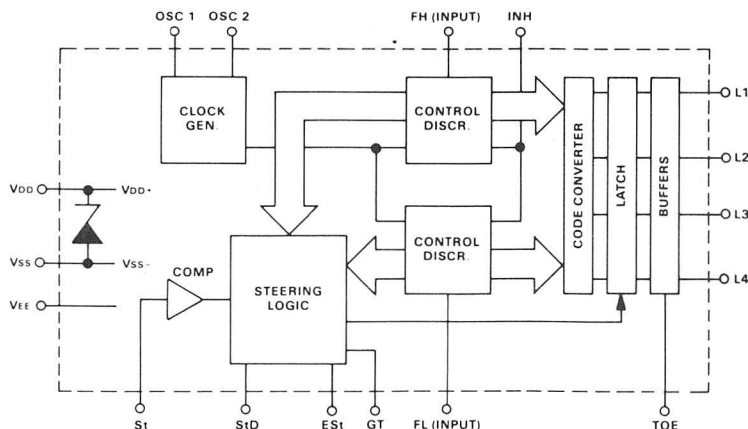 OSC 1
OSC 2
FH (INPUT)
INH
CLOCK
GEN.
CONTROL
DISCR.
CODE CONVERTER
LATCH
BUFFERS
L1
L2
L3
L4
VDD
VDD+
VSS
VSS-
VEE
COMP
STEERING
LOGIC
CONTROL
DISCR.
St
StD
ESt
GT
FL (INPUT)
TOE